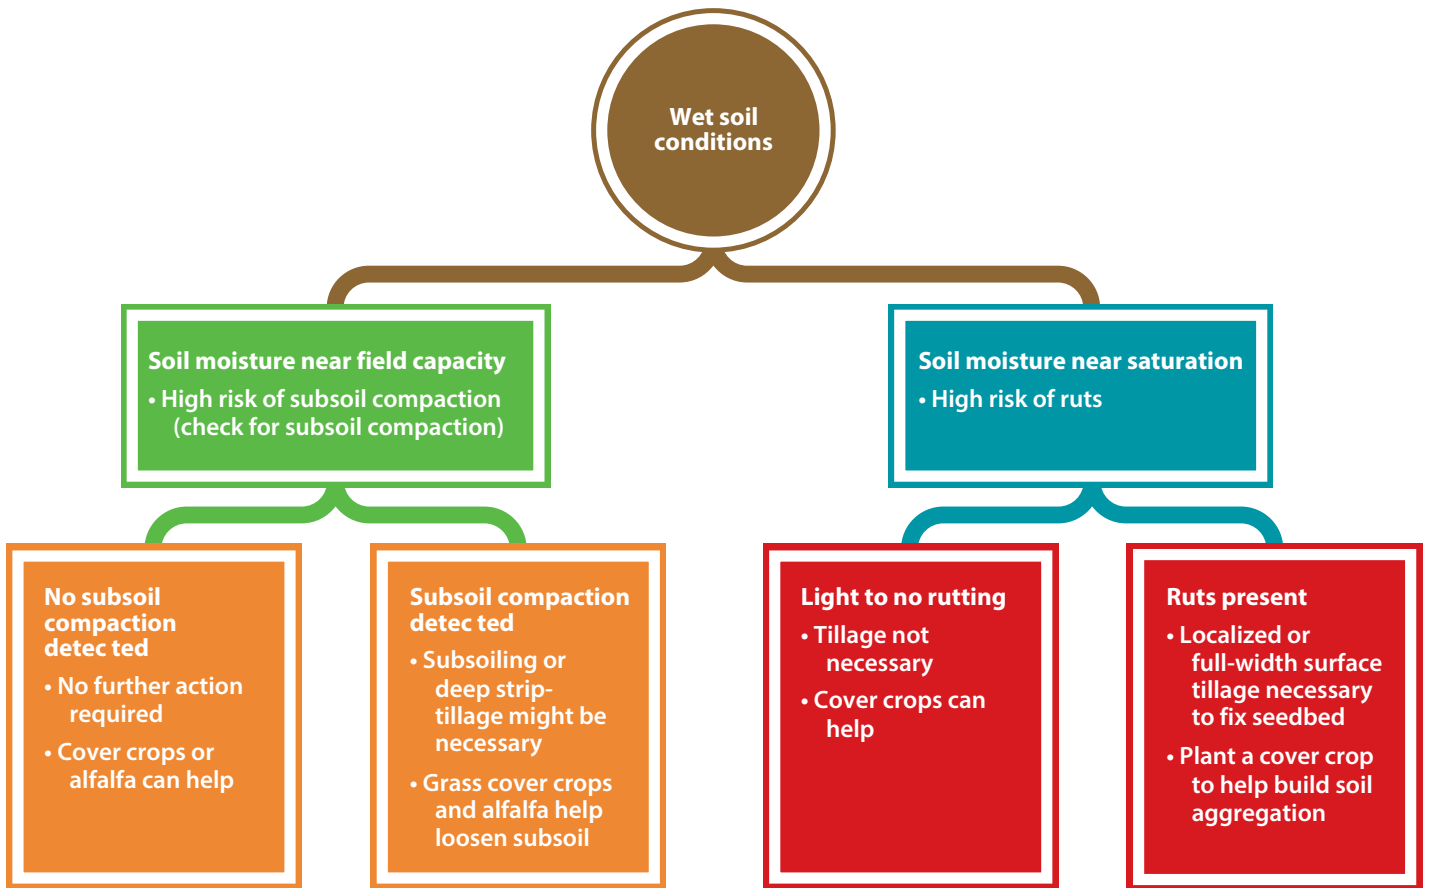 Wet soil
conditions
Soil moisture near field capacity
• High risk of subsoil compaction
(check for subsoil compaction)
Soil moisture near saturation
• High risk of ruts
No subsoil
compaction
detec ted
• No further action
required
• Cover crops or
alfalfa can help
Subsoil compaction
detec ted
• Subsoiling or
deep strip-
tillage might be
necessary
• Grass cover crops
and alfalfa help
loosen subsoil
Light to no rutting
• Tillage not
necessary
• Cover crops can
help
Ruts present
• Localized or
full-width surface
tillage necessary
to fix seedbed
• Plant a cover crop
to help build soil
aggregation